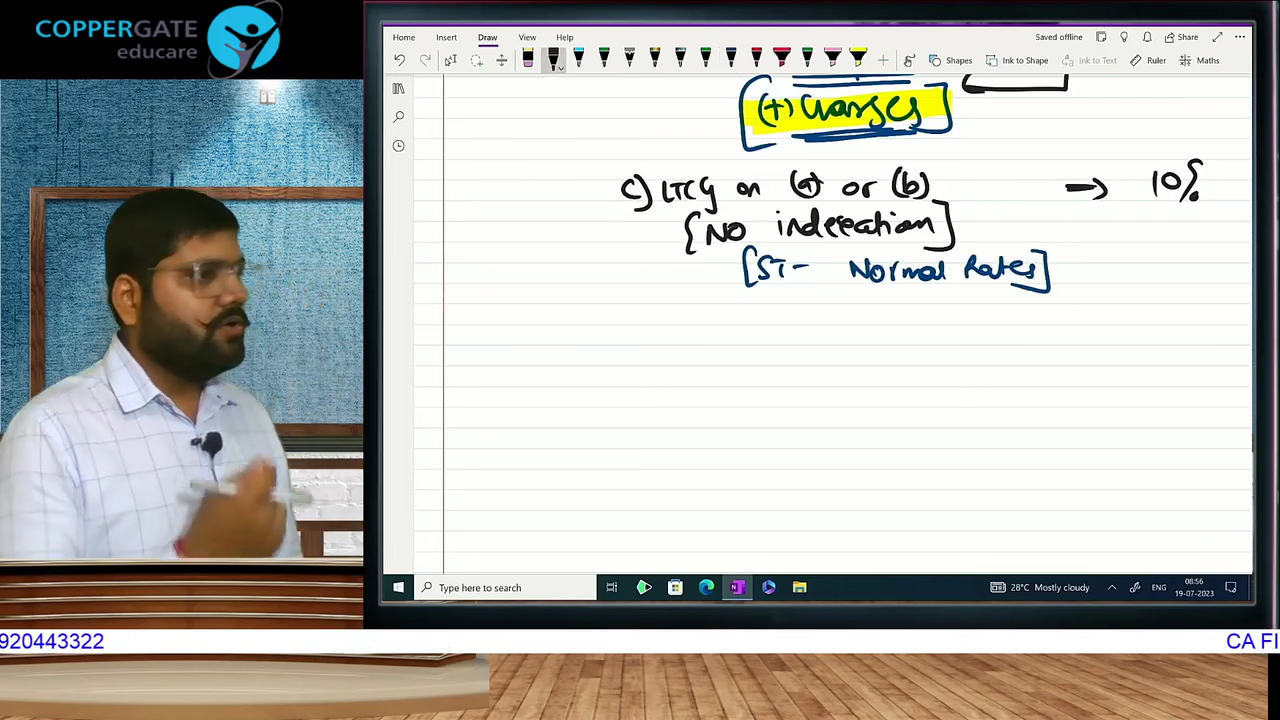 COPPERGATE
educare
Home Insert Draw View Help
Saved offline
Share
Shapes
Ink to Shape
Ink to Text
Ruler
Maths
(+) Charges
c) LTCG on (a) or (b) → 10%
{No indexation]
[ST- Normal Rates]
Type here to search
28°C Mostly cloudy
ENG
08:56
19-07-2023
920443322
CA FI